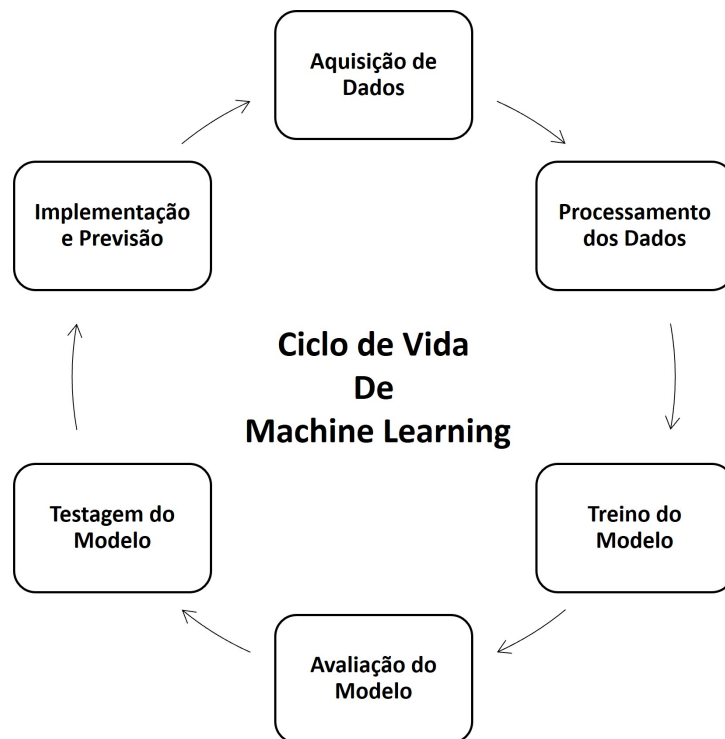 Aquisição de
Dados
Processamento
dos Dados
Treino do
Modelo
Avaliação do
Modelo
Testagem do
Modelo
Implementação
e Previsão
Ciclo de Vida
De
Machine Learning